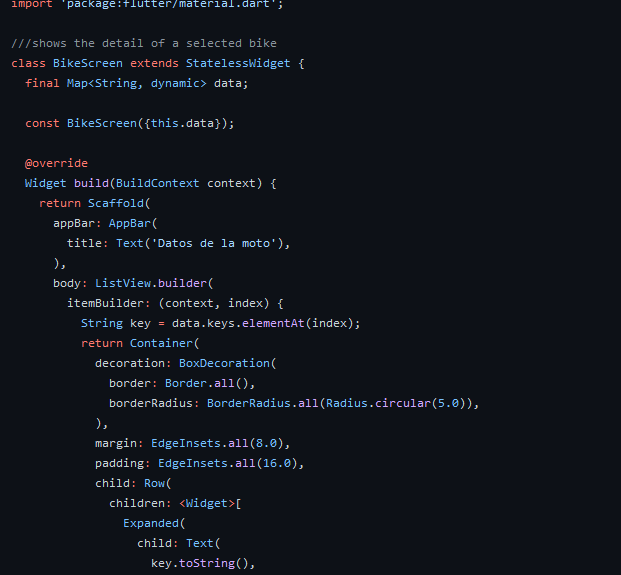 import 'package:flutter/material.dart';
///shows the detail of a selected bike
class BikeScreen extends StatelessWidget {
final Map<String, dynamic> data;
const BikeScreen({this.data});
@override
Widget build(BuildContext context) {
return Scaffold(
appBar: AppBar(
title: Text('Datos de la moto'),
),
body: ListView.builder(
itemBuilder: (context, index) {
String key = data.keys.elementAt(index);
return Container(
decoration: BoxDecoration(
border: Border.all(),
borderRadius: BorderRadius.all(Radius.circular(5.0)),
),
margin: EdgeInsets.all(8.0),
padding: EdgeInsets.all(16.0),
child: Row(
children: <Widget>[
Expanded(
child: Text(
key.toString(),